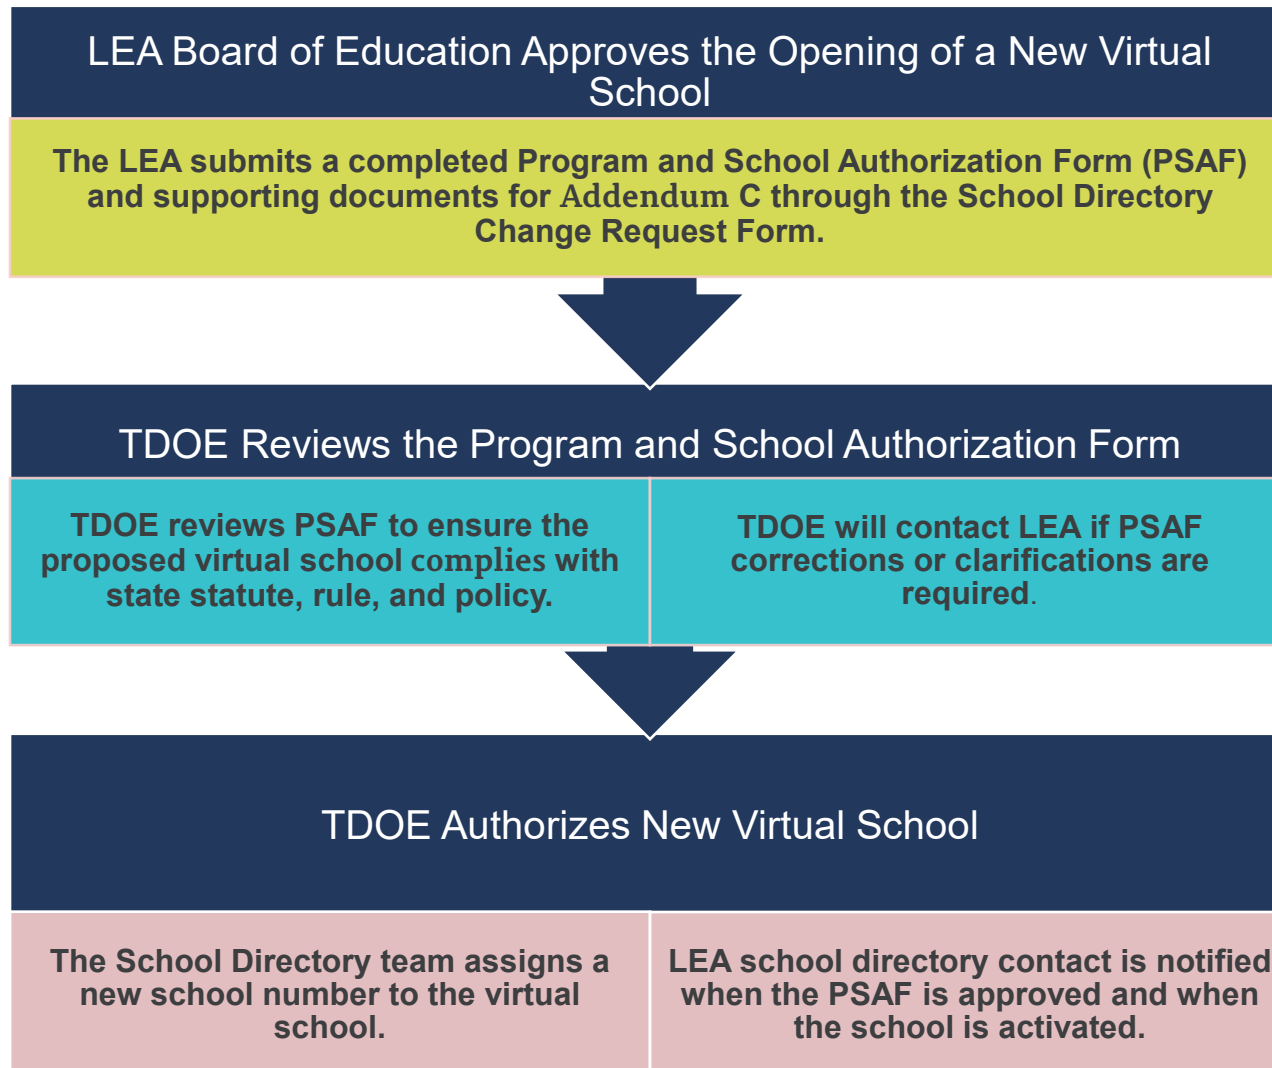 LEA Board of Education Approves the Opening of a New Virtual
School
The LEA submits a completed Program and School Authorization Form (PSAF)
and supporting documents for Addendum C through the School Directory
Change Request Form.
TDOE Reviews the Program and School Authorization Form
TDOE reviews PSAF to ensure the
proposed virtual school complies with
state statute, rule, and policy.
TDOE will contact LEA if PSAF
corrections or clarifications are
required.
TDOE Authorizes New Virtual School
The School Directory team assigns a
new school number to the virtual
school.
LEA school directory contact is notified
when the PSAF is approved and when
the school is activated.